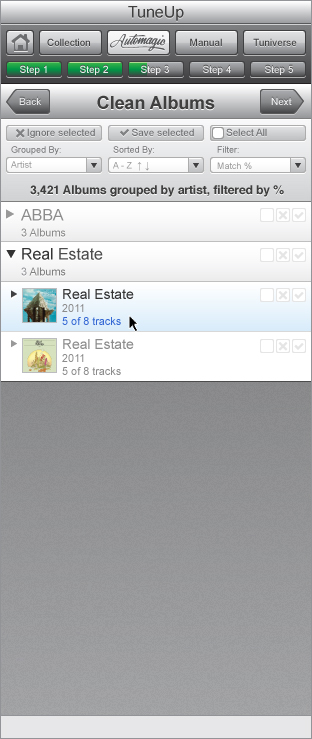 TuneUp
Collection Automagic Manual Tuniverse
Step 1 Step 2 Step 3 Step 4 Step 5
Back Clean Albums Next
Ignore selected Save selected Select All
Grouped By: Sorted By: Filter:
Artist A - Z ↑↓ Match %
3,421 Albums grouped by artist, filtered by %
ABBA
3 Albums
Real Estate
3 Albums
Real Estate
2011
5 of 8 tracks
Real Estate
2011
5 of 8 tracks